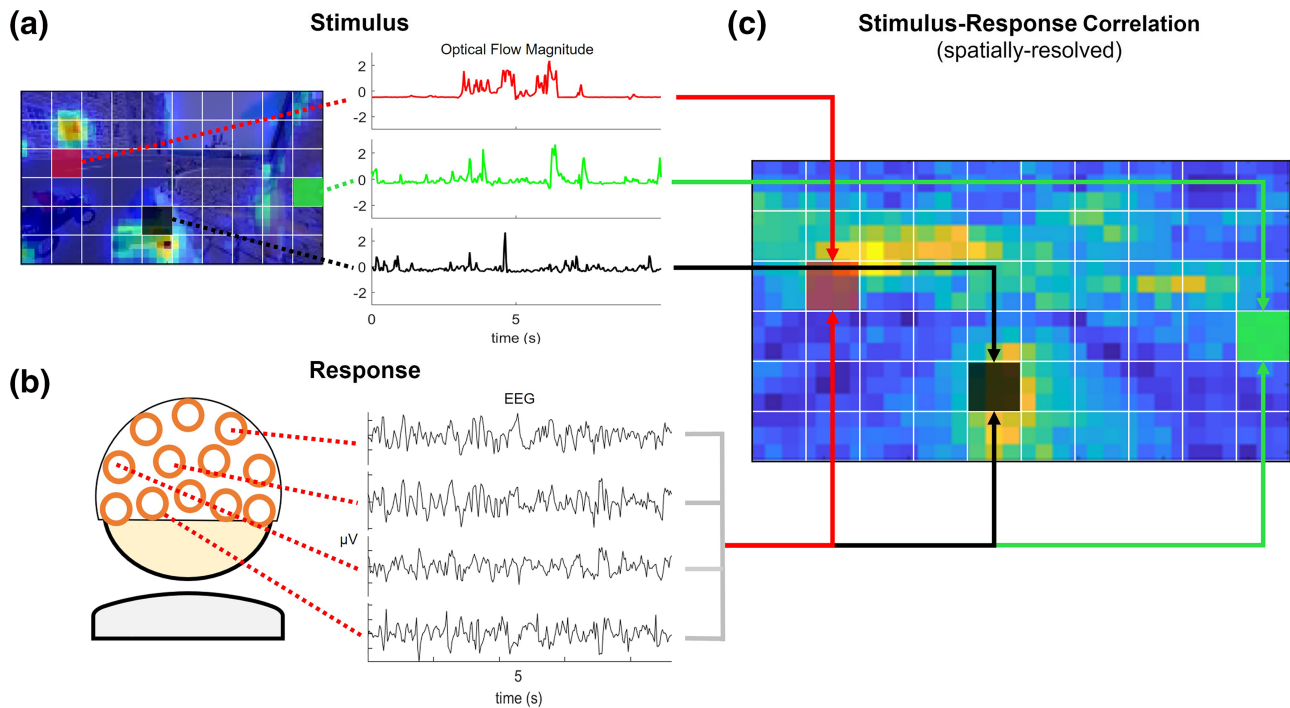 (a)
Stimulus
Optical Flow Magnitude
2
0
-2
2
0
-2
2
0
-2
0
5
time (s)
(b)
Response
EEG
µV
5
time (s)
(c)
Stimulus-Response Correlation
(spatially-resolved)